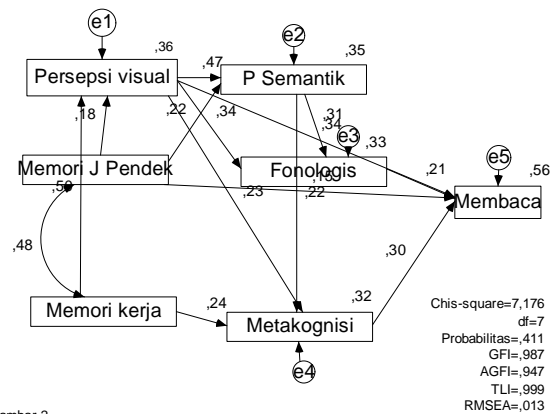 e1
,36
e2
,35
Persepsi visual
,47
P Semantik
,18
,22
,34
,31
,34
e3
,33
Memori J Pendek
Fonologis
,15
,21
e5
,56
,50
,23
,22
Membaca
,48
,30
Memori kerja
,24
,32
Metakognisi
e4
Chis-square=7,176
df=7
Probabilitas=,411
GFI=,987
AGFI=,947
TLI=,999
RMSEA=,013